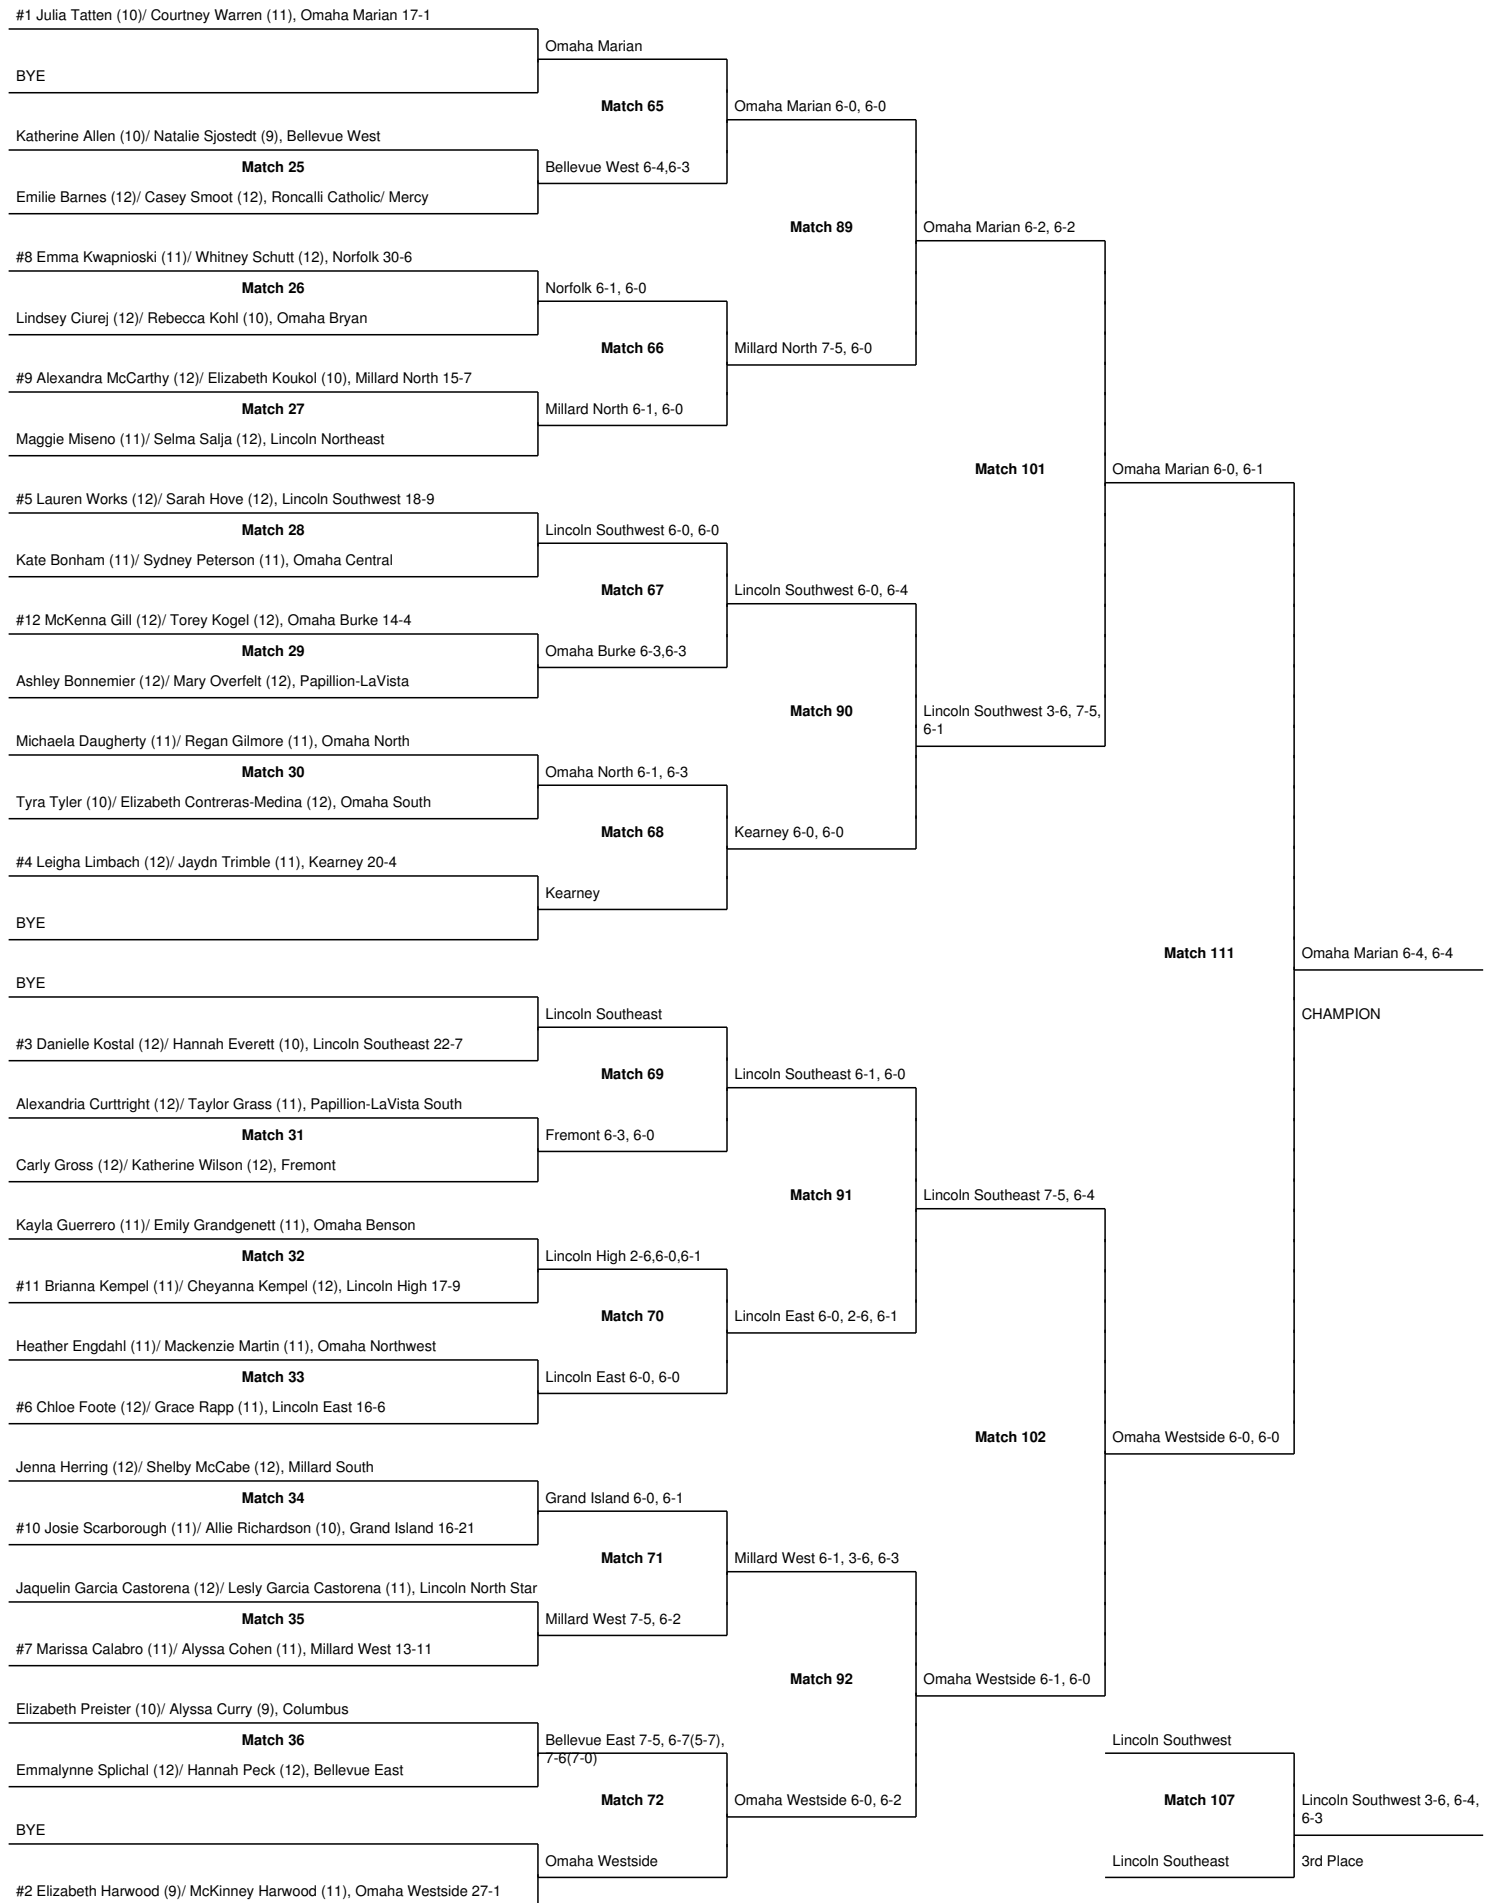 #1 Julia Tatten (10)/ Courtney Warren (11), Omaha Marian 17-1
Omaha Marian
BYE
Match 65
Omaha Marian 6-0, 6-0
Katherine Allen (10)/ Natalie Sjostedt (9), Bellevue West
Match 25
Bellevue West 6-4,6-3
Emilie Barnes (12)/ Casey Smoot (12), Roncalli Catholic/ Mercy
Match 89
Omaha Marian 6-2, 6-2
#8 Emma Kwapnioski (11)/ Whitney Schutt (12), Norfolk 30-6
Match 26
Norfolk 6-1, 6-0
Lindsey Ciurej (12)/ Rebecca Kohl (10), Omaha Bryan
Match 66
Millard North 7-5, 6-0
#9 Alexandra McCarthy (12)/ Elizabeth Koukol (10), Millard North 15-7
Match 27
Millard North 6-1, 6-0
Maggie Miseno (11)/ Selma Salja (12), Lincoln Northeast
Match 101
Omaha Marian 6-0, 6-1
#5 Lauren Works (12)/ Sarah Hove (12), Lincoln Southwest 18-9
Match 28
Lincoln Southwest 6-0, 6-0
Kate Bonham (11)/ Sydney Peterson (11), Omaha Central
Match 67
Lincoln Southwest 6-0, 6-4
#12 McKenna Gill (12)/ Torey Kogel (12), Omaha Burke 14-4
Match 29
Omaha Burke 6-3,6-3
Ashley Bonnemier (12)/ Mary Overfelt (12), Papillion-LaVista
Match 90
Lincoln Southwest 3-6, 7-5,
6-1
Michaela Daugherty (11)/ Regan Gilmore (11), Omaha North
Match 30
Omaha North 6-1, 6-3
Tyra Tyler (10)/ Elizabeth Contreras-Medina (12), Omaha South
Match 68
Kearney 6-0, 6-0
#4 Leigha Limbach (12)/ Jaydn Trimble (11), Kearney 20-4
Kearney
BYE
Match 111
Omaha Marian 6-4, 6-4
BYE
Lincoln Southeast
CHAMPION
#3 Danielle Kostal (12)/ Hannah Everett (10), Lincoln Southeast 22-7
Match 69
Lincoln Southeast 6-1, 6-0
Alexandria Curttright (12)/ Taylor Grass (11), Papillion-LaVista South
Match 31
Fremont 6-3, 6-0
Carly Gross (12)/ Katherine Wilson (12), Fremont
Match 91
Lincoln Southeast 7-5, 6-4
Kayla Guerrero (11)/ Emily Grandgenett (11), Omaha Benson
Match 32
Lincoln High 2-6,6-0,6-1
#11 Brianna Kempel (11)/ Cheyanna Kempel (12), Lincoln High 17-9
Match 70
Lincoln East 6-0, 2-6, 6-1
Heather Engdahl (11)/ Mackenzie Martin (11), Omaha Northwest
Match 33
Lincoln East 6-0, 6-0
#6 Chloe Foote (12)/ Grace Rapp (11), Lincoln East 16-6
Match 102
Omaha Westside 6-0, 6-0
Jenna Herring (12)/ Shelby McCabe (12), Millard South
Match 34
Grand Island 6-0, 6-1
#10 Josie Scarborough (11)/ Allie Richardson (10), Grand Island 16-21
Match 71
Millard West 6-1, 3-6, 6-3
Jaquelin Garcia Castorena (12)/ Lesly Garcia Castorena (11), Lincoln North Star
Match 35
Millard West 7-5, 6-2
#7 Marissa Calabro (11)/ Alyssa Cohen (11), Millard West 13-11
Match 92
Omaha Westside 6-1, 6-0
Elizabeth Preister (10)/ Alyssa Curry (9), Columbus
Match 36
Bellevue East 7-5, 6-7(5-7),
7-6(7-0)
Lincoln Southwest
Emmalynne Splichal (12)/ Hannah Peck (12), Bellevue East
Match 72
Omaha Westside 6-0, 6-2
Match 107
Lincoln Southwest 3-6, 6-4,
6-3
BYE
Omaha Westside
Lincoln Southeast
3rd Place
#2 Elizabeth Harwood (9)/ McKinney Harwood (11), Omaha Westside 27-1